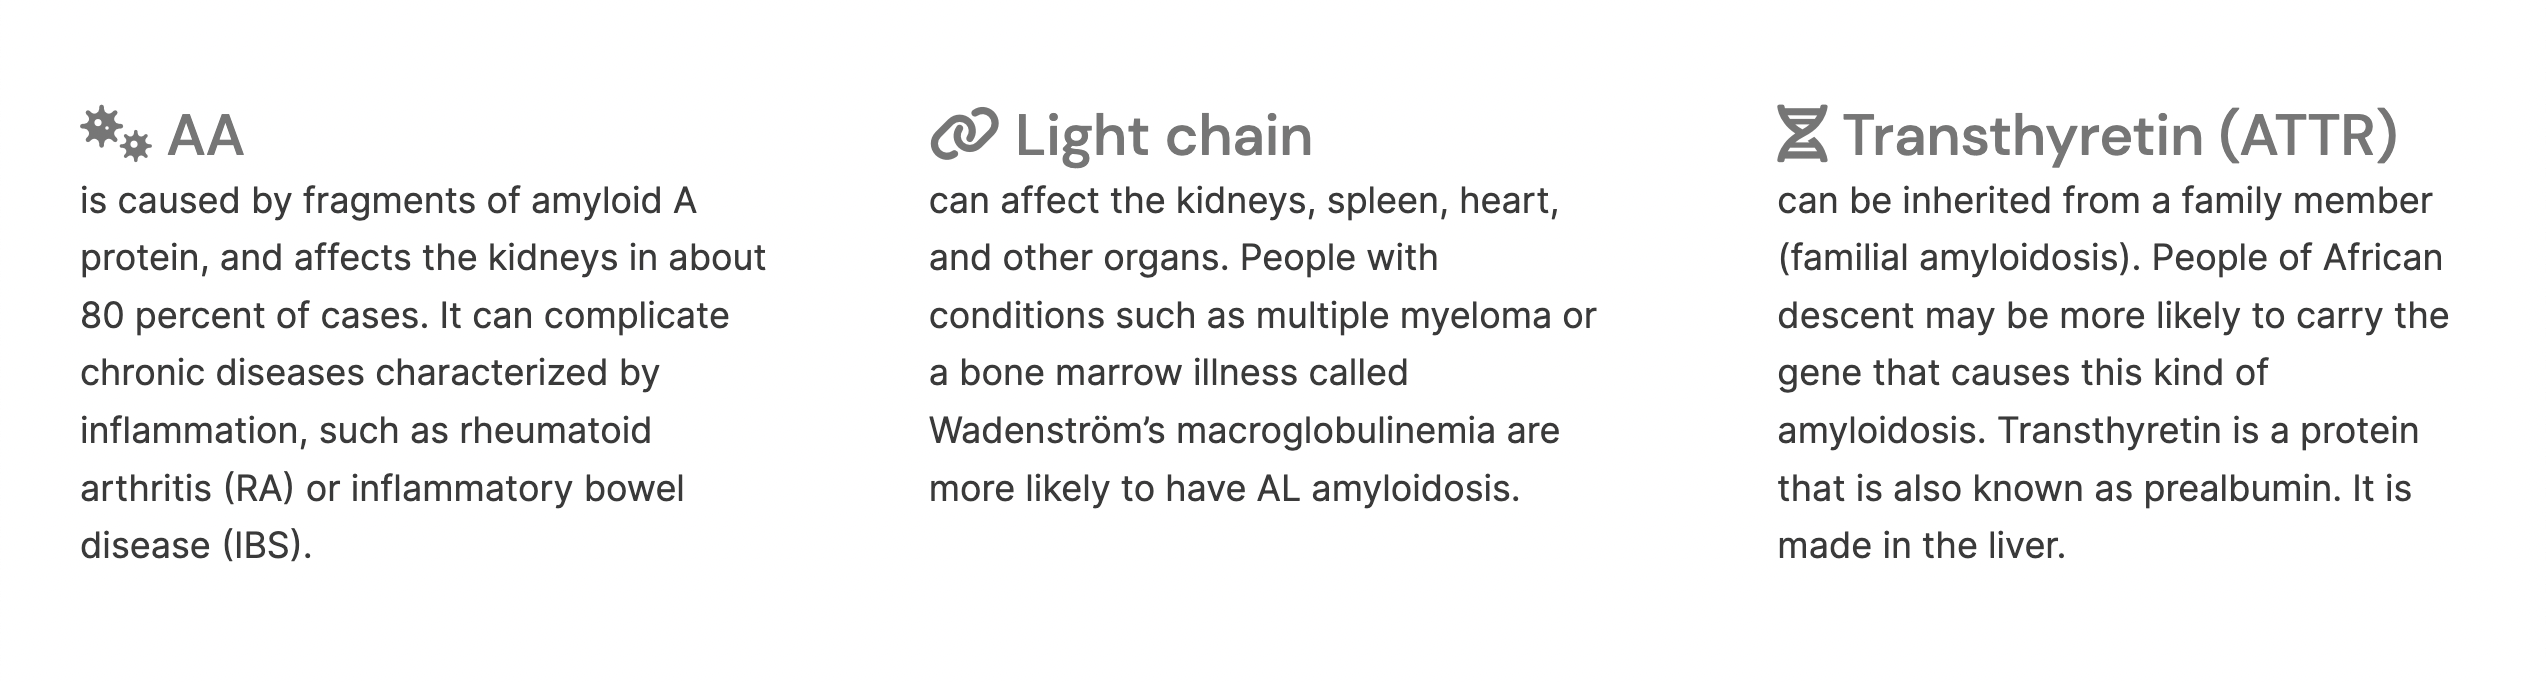 AA
is caused by fragments of amyloid A
protein, and affects the kidneys in about
80 percent of cases. It can complicate
chronic diseases characterized by
inflammation, such as rheumatoid
arthritis (RA) or inflammatory bowel
disease (IBS).
Light chain
can affect the kidneys, spleen, heart,
and other organs. People with
conditions such as multiple myeloma or
a bone marrow illness called
Wadenström’s macroglobulinemia are
more likely to have AL amyloidosis.
Transthyretin (ATTR)
can be inherited from a family member
(familial amyloidosis). People of African
descent may be more likely to carry the
gene that causes this kind of
amyloidosis. Transthyretin is a protein
that is also known as prealbumin. It is
made in the liver.